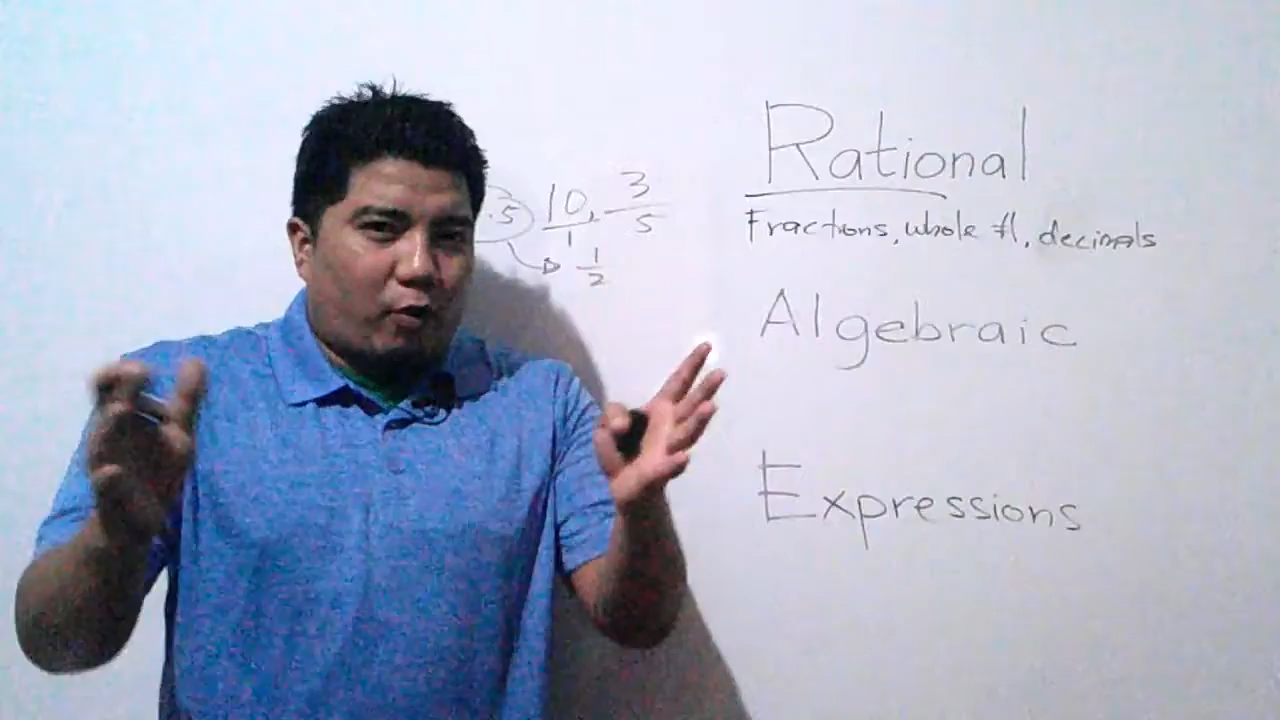 Rational
Fractions, whole #, decimals
.5 10/1, 3/5
1/2
Algebraic
Expressions